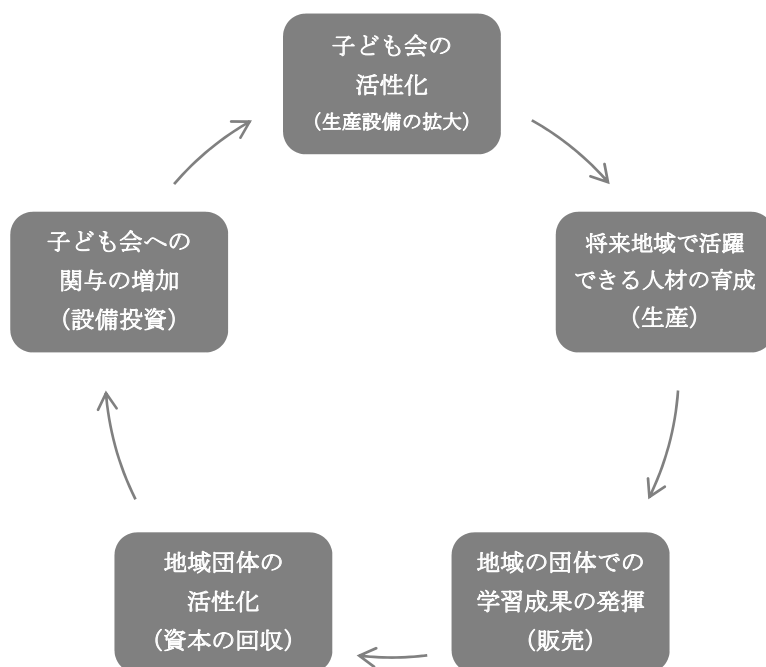 子ども会の
活性化
（生産設備の拡大）
将来地域で活躍
できる人材の育成
（生産）
地域の団体での
学習成果の発揮
（販売）
地域団体の
活性化
（資本の回収）
子ども会への
関与の増加
（設備投資）